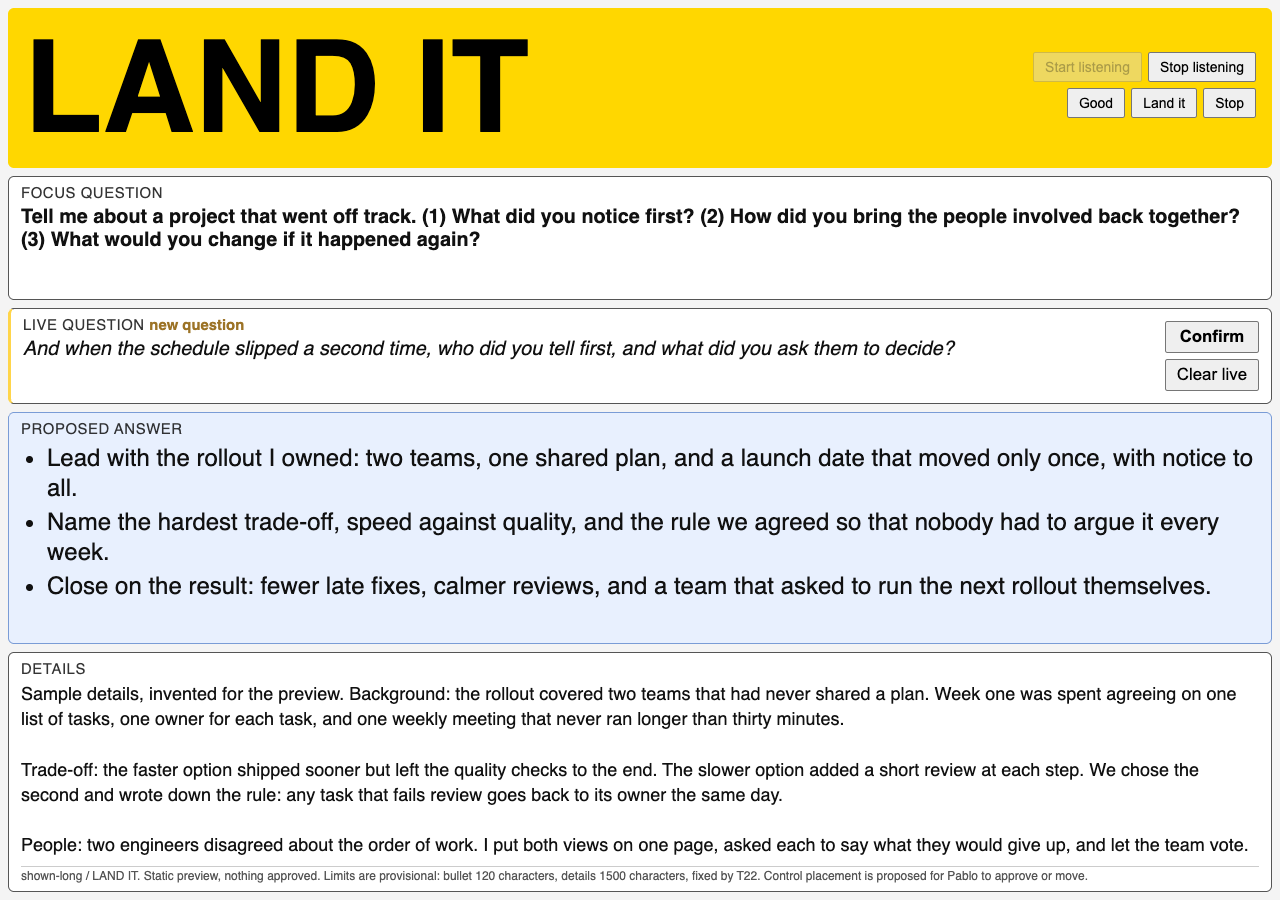 LAND IT
Start listening
Stop listening
Good
Land it
Stop
FOCUS QUESTION
Tell me about a project that went off track. (1) What did you notice first? (2) How did you bring the people involved back together?
(3) What would you change if it happened again?
LIVE QUESTION new question
And when the schedule slipped a second time, who did you tell first, and what did you ask them to decide?
Confirm
Clear live
PROPOSED ANSWER
• Lead with the rollout I owned: two teams, one shared plan, and a launch date that moved only once, with notice to
all.
• Name the hardest trade-off, speed against quality, and the rule we agreed so that nobody had to argue it every
week.
• Close on the result: fewer late fixes, calmer reviews, and a team that asked to run the next rollout themselves.
DETAILS
Sample details, invented for the preview. Background: the rollout covered two teams that had never shared a plan. Week one was spent agreeing on one
list of tasks, one owner for each task, and one weekly meeting that never ran longer than thirty minutes.
Trade-off: the faster option shipped sooner but left the quality checks to the end. The slower option added a short review at each step. We chose the
second and wrote down the rule: any task that fails review goes back to its owner the same day.
People: two engineers disagreed about the order of work. I put both views on one page, asked each to say what they would give up, and let the team vote.
shown-long / LAND IT. Static preview, nothing approved. Limits are provisional: bullet 120 characters, details 1500 characters, fixed by T22. Control placement is proposed for Pablo to approve or move.